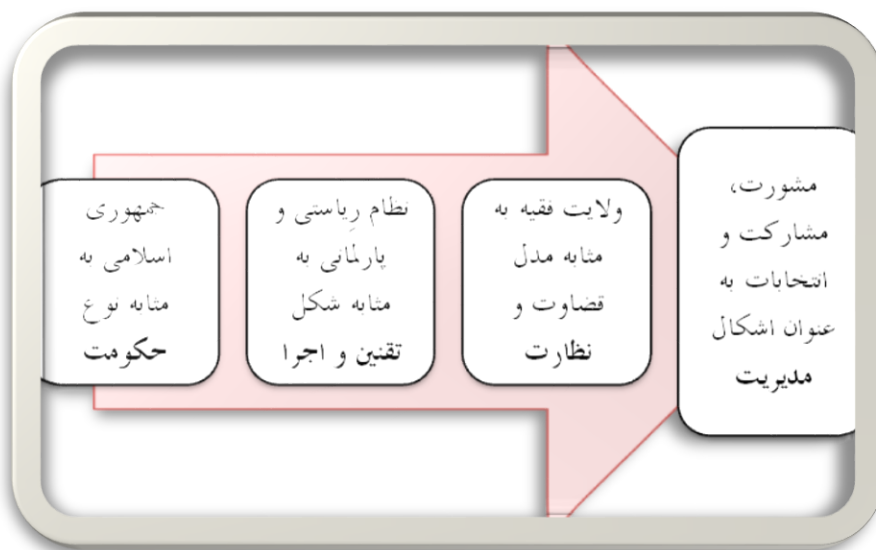 مشورت،
مشارکت و
انتخابات به
عنوان اشکال
مدیریت
ولایت فقیه به
مثابه مدل
قضاوت و
نظارت
نظام رِیاستی و
پارلمانی به
مثابه شکل
تقنین و اجرا
جمهوری
اسلامی به
مثابه نوع
حکومت